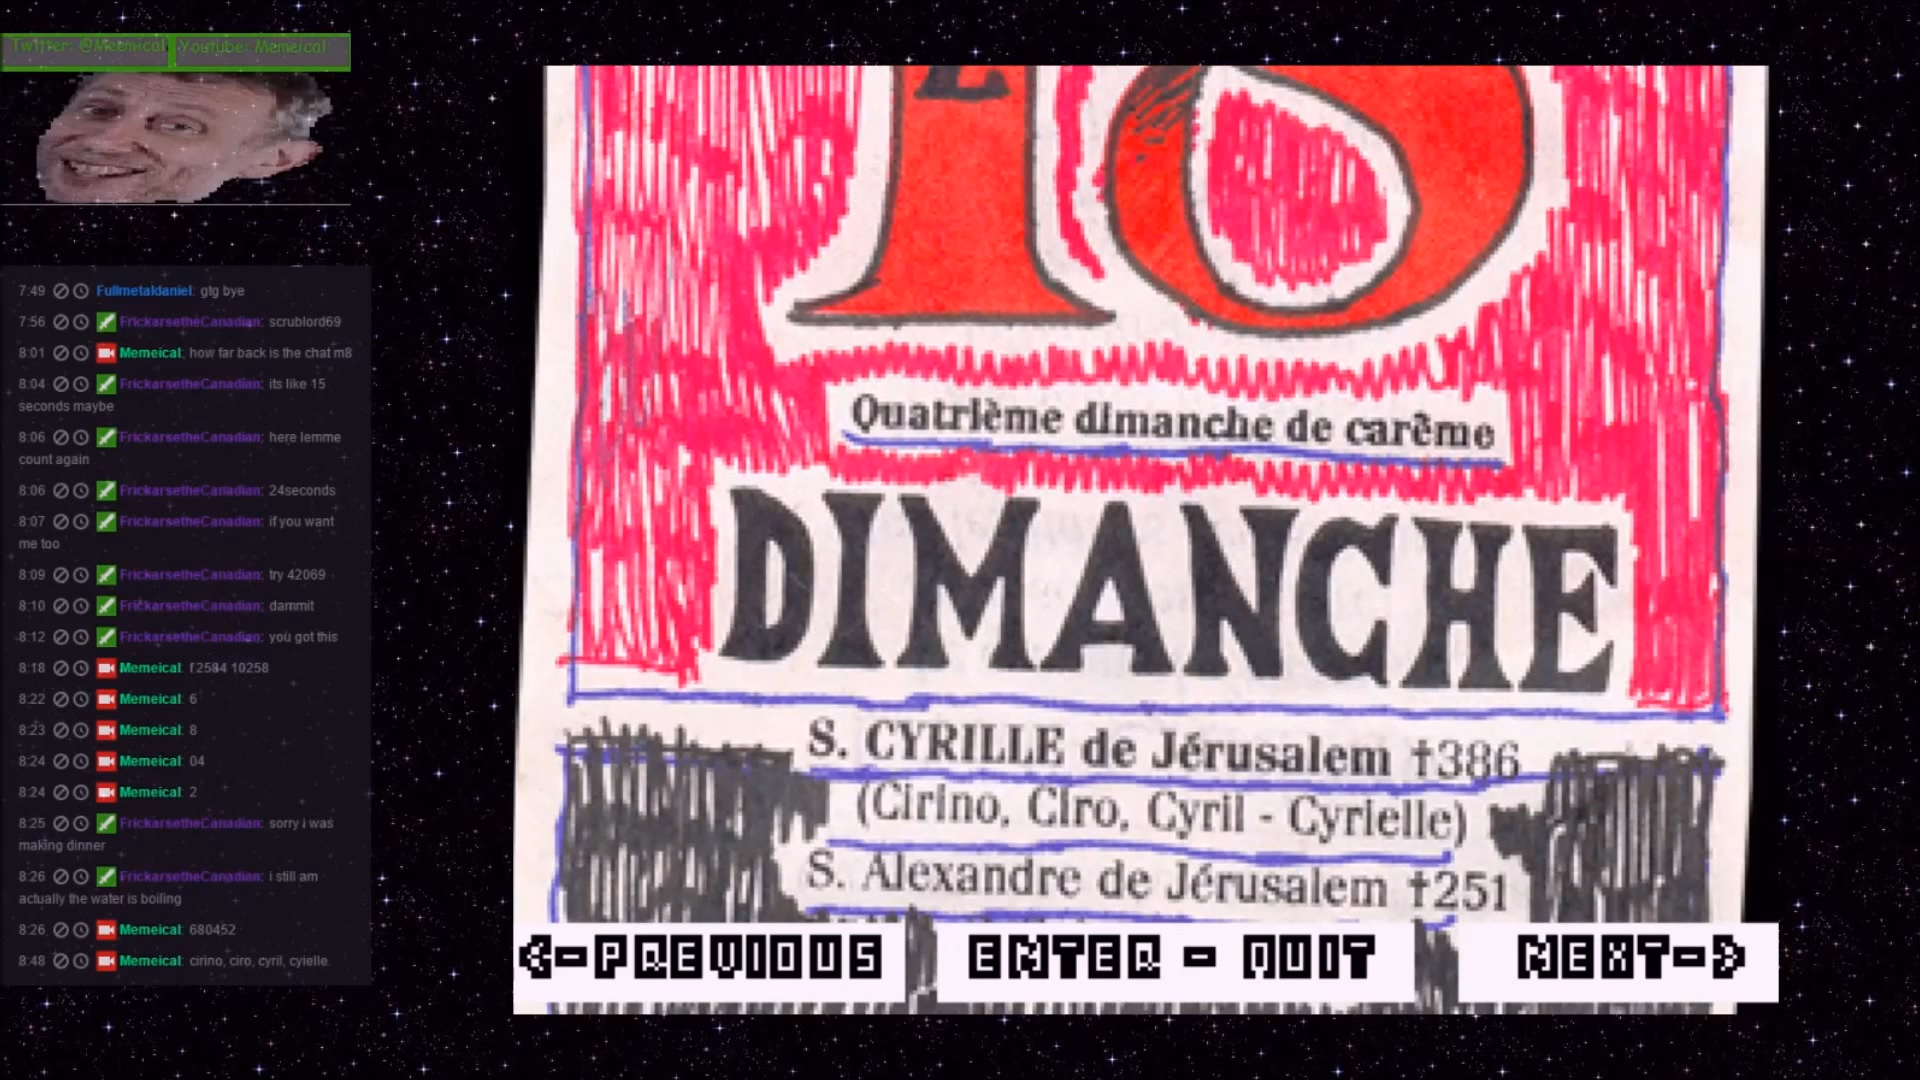 Twitter: @Meemical
Youtube: Memeical
7:49 Fullmetaldaniel: gtg bye
7:56 FrickarsetheCanadian: scrublord69
8:01 Memeical: how far back is the chat m8
8:04 FrickarsetheCanadian: its like 15
seconds maybe
8:06 FrickarsetheCanadian: here lemme
count again
8:06 FrickarsetheCanadian: 24seconds
8:07 FrickarsetheCanadian: if you want
me too
8:09 FrickarsetheCanadian: try 42069
8:10 FrickarsetheCanadian: dammit
8:12 FrickarsetheCanadian: you got this
8:18 Memeical: f 2584 10258
8:22 Memeical: 6
8:23 Memeical: 8
8:24 Memeical: 04
8:24 Memeical: 2
8:25 FrickarsetheCanadian: sorry i was
making dinner
8:26 FrickarsetheCanadian: i still am
actually the water is boiling
8:26 Memeical: 680452
8:48 Memeical: cirino, ciro, cyril, cyielle
18
Quatrième dimanche de carême
DIMANCHE
S. CYRILLE de Jérusalem †386
(Cirino, Ciro, Cyril - Cyrielle)
S. Alexandre de Jérusalem †251
<-PREVIOUS
ENTER - QUIT
NEXT->